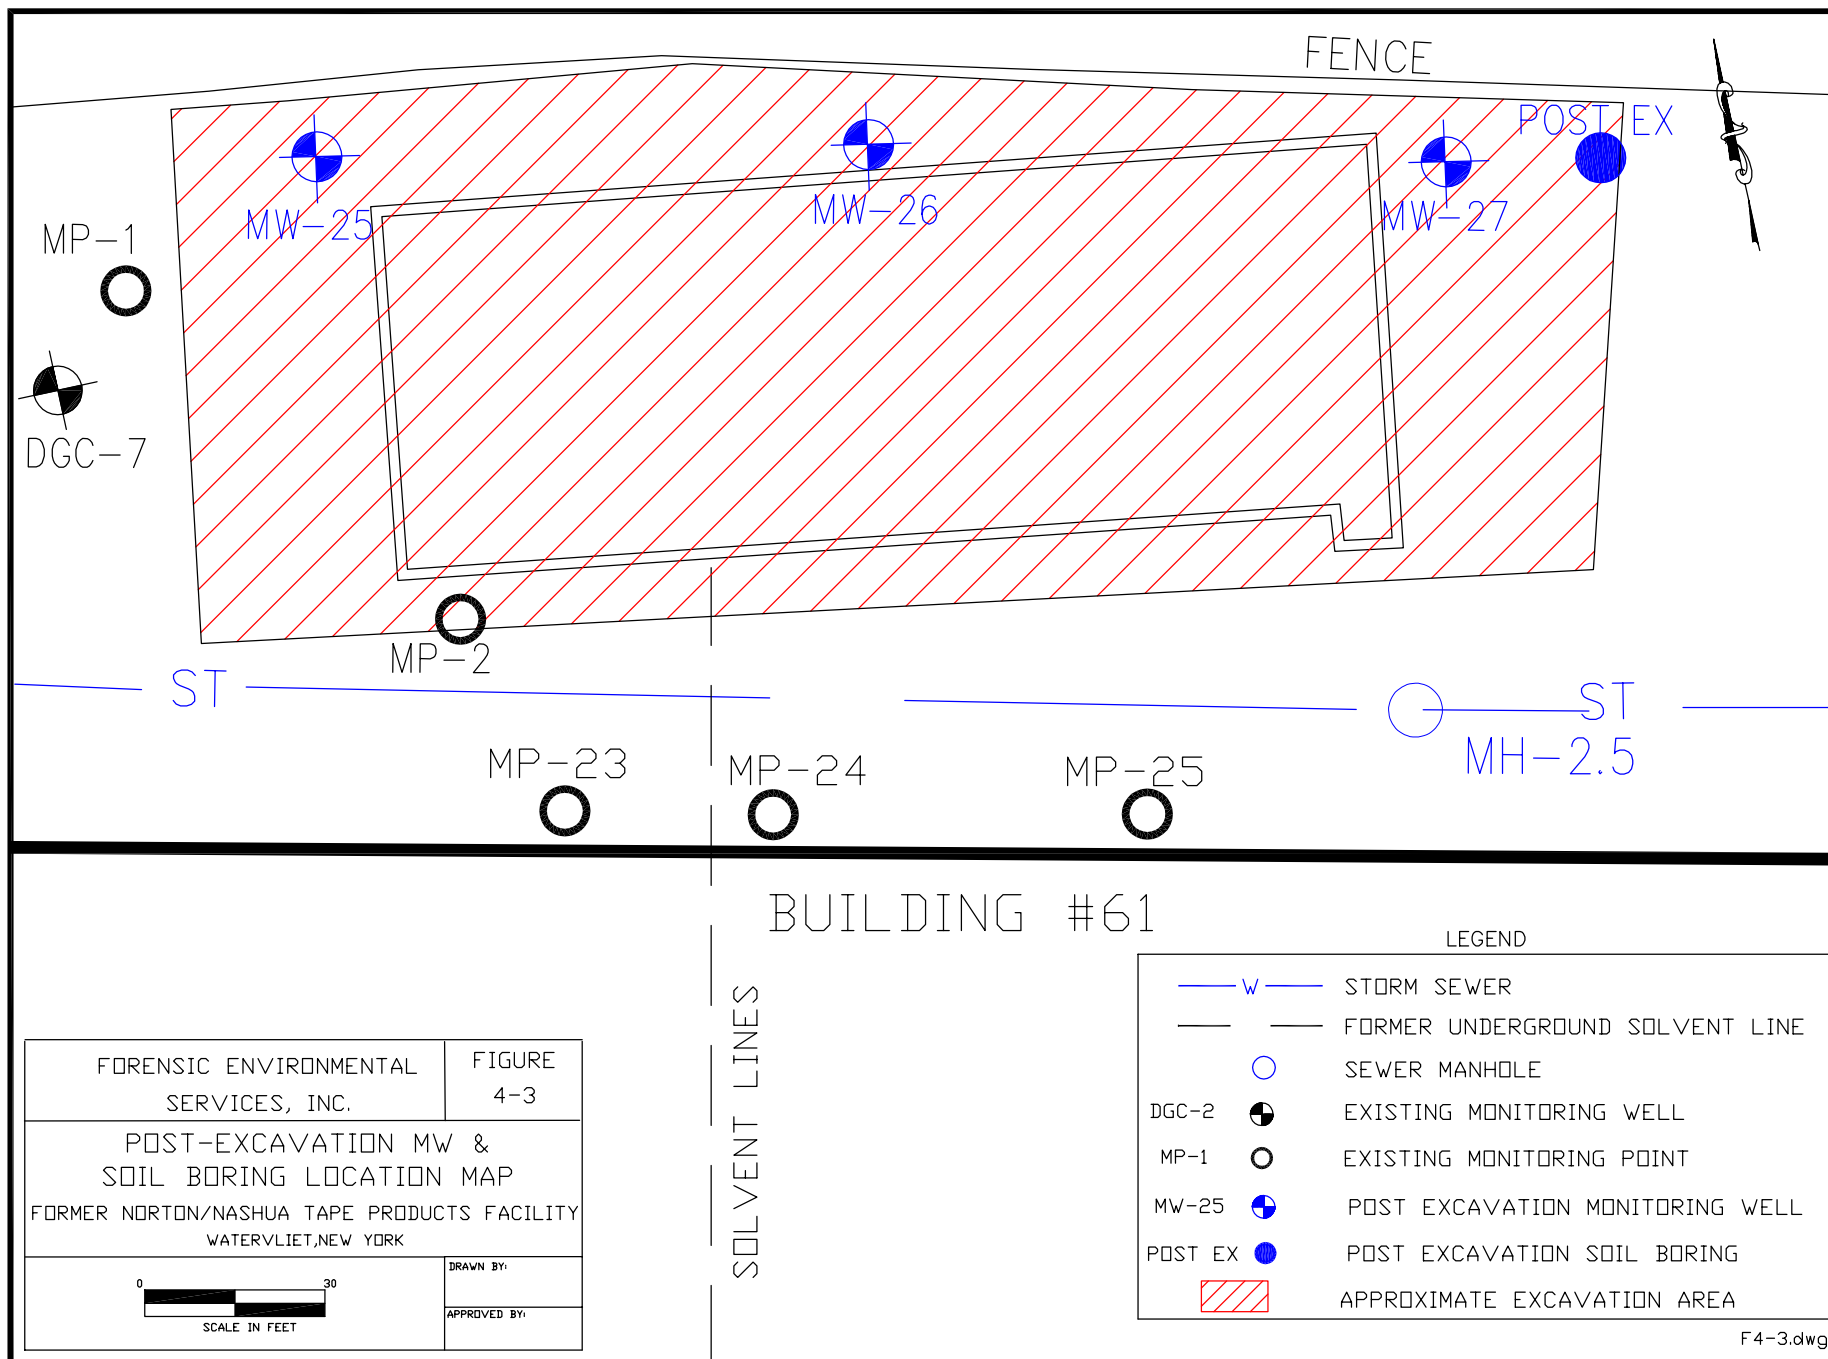 FENCE
POST EX
MW-25
MW-26
MW-27
MP-1
DGC-7
MP-2
ST
ST
MH-2.5
MP-23
MP-24
MP-25
BUILDING #61
SOLVENT LINES
LEGEND
W
STORM SEWER
FORMER UNDERGROUND SOLVENT LINE
SEWER MANHOLE
DGC-2 EXISTING MONITORING WELL
MP-1 EXISTING MONITORING POINT
MW-25 POST EXCAVATION MONITORING WELL
POST EX POST EXCAVATION SOIL BORING
APPROXIMATE EXCAVATION AREA
FORENSIC ENVIRONMENTAL
SERVICES, INC.
FIGURE
4-3
POST-EXCAVATION MW &
SOIL BORING LOCATION MAP
FORMER NORTON/NASHUA TAPE PRODUCTS FACILITY
WATERVLIET,NEW YORK
0 30
SCALE IN FEET
DRAWN BY:
APPROVED BY:
F4-3.dwg